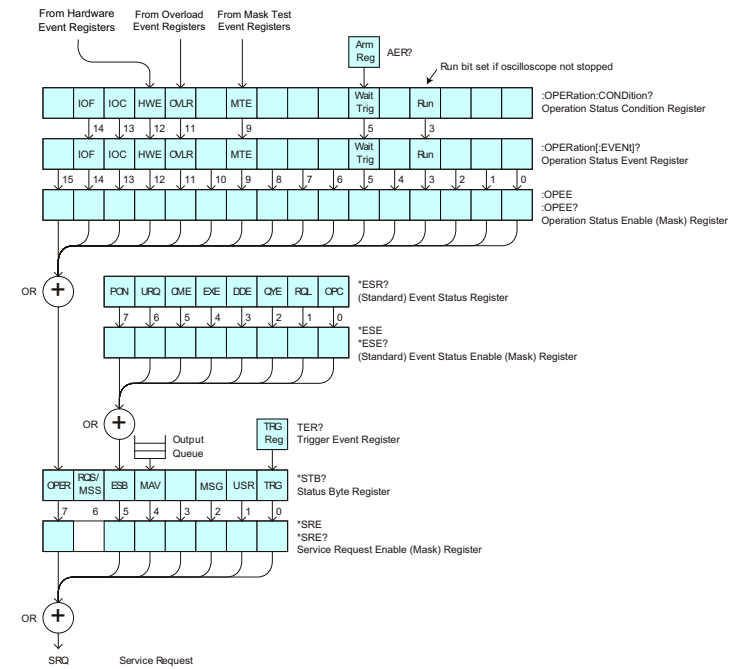 From Hardware
Event Registers
From Overload
Event Registers
From Mask Test
Event Registers
Arm
Reg
AER?
Run bit set if oscilloscope not stopped
IOF IOC HWE OVLR MTE Wait
Trig Run
:OPERation:CONDition?
Operation Status Condition Register
14 13 12 11 9 5 3
IOF IOC HWE OVLR MTE Wait
Trig Run
:OPERation[:EVENt]?
Operation Status Event Register
15 14 13 12 11 10 9 8 7 6 5 4 3 2 1 0
:OPEE
:OPEE?
Operation Status Enable (Mask) Register
OR +
PON URQ CME EXE DDE QYE RQL OPC
*ESR?
(Standard) Event Status Register
7 6 5 4 3 2 1 0
*ESE
*ESE?
(Standard) Event Status Enable (Mask) Register
OR +
Output
Queue
TRG
Reg
TER?
Trigger Event Register
OPER RQS/
MSS ESB MAV MSG USR TRG
*STB?
Status Byte Register
7 6 5 4 3 2 1 0
*SRE
*SRE?
Service Request Enable (Mask) Register
OR +
SRQ Service Request